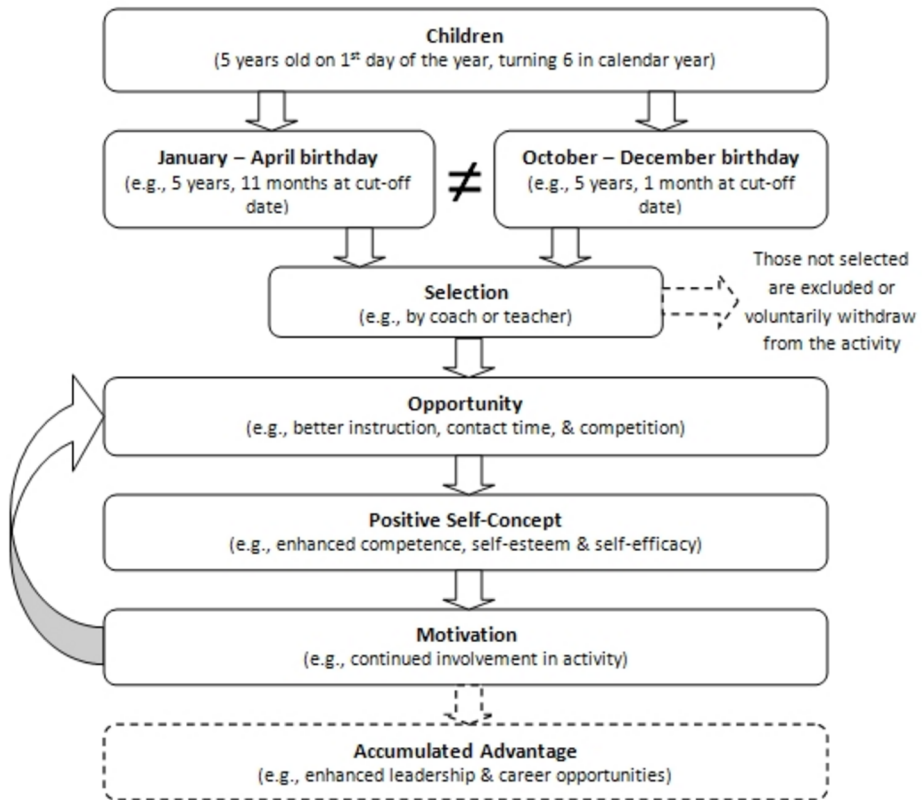 Children
(5 years old on 1st day of the year, turning 6 in calendar year)
January – April birthday
(e.g., 5 years, 11 months at cut-off
date)
≠
October – December birthday
(e.g., 5 years, 1 month at cut-off
date)
Selection
(e.g., by coach or teacher)
Those not selected
are excluded or
voluntarily withdraw
from the activity
Opportunity
(e.g., better instruction, contact time, & competition)
Positive Self-Concept
(e.g., enhanced competence, self-esteem & self-efficacy)
Motivation
(e.g., continued involvement in activity)
Accumulated Advantage
(e.g., enhanced leadership & career opportunities)